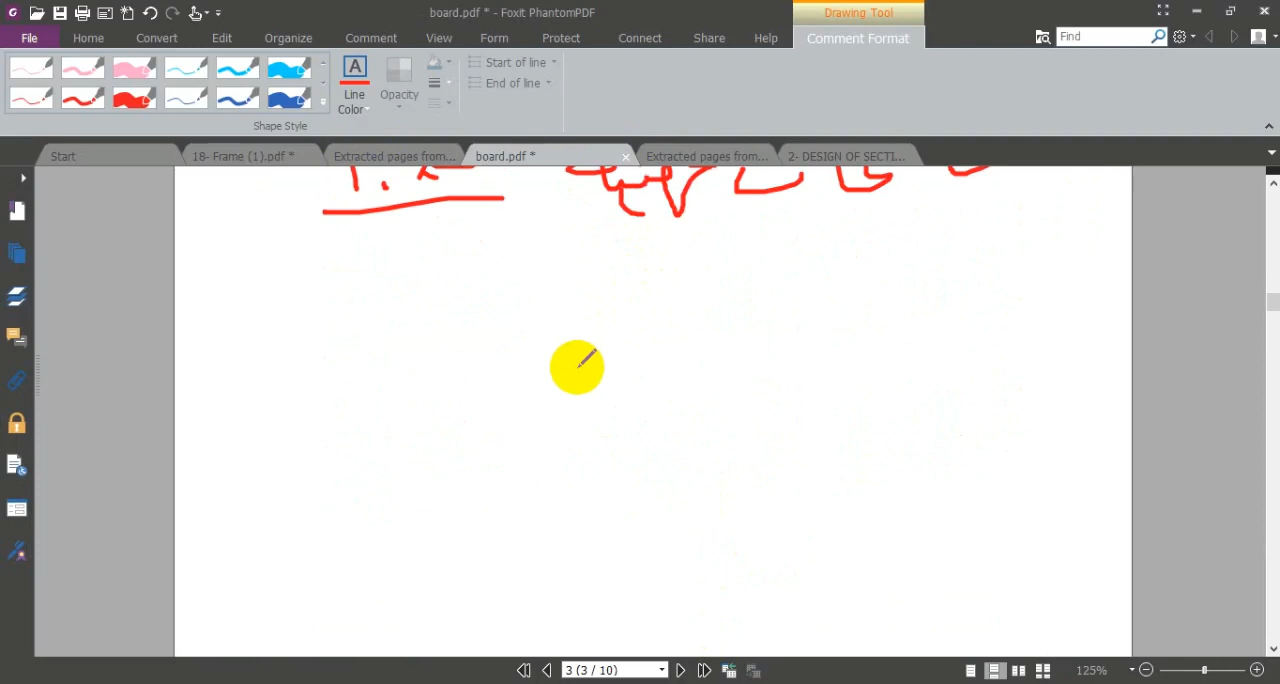 board.pdf * - Foxit PhantomPDF
Drawing Tool
File Home Convert Edit Organize Comment View Form Protect Connect Share Help Comment Format Find
A Start of line
Line Color Opacity End of line
Shape Style
Start 18- Frame (1).pdf * Extracted pages from... board.pdf * Extracted pages from... 2- DESIGN OF SECTI...
3 (3 / 10) 125%